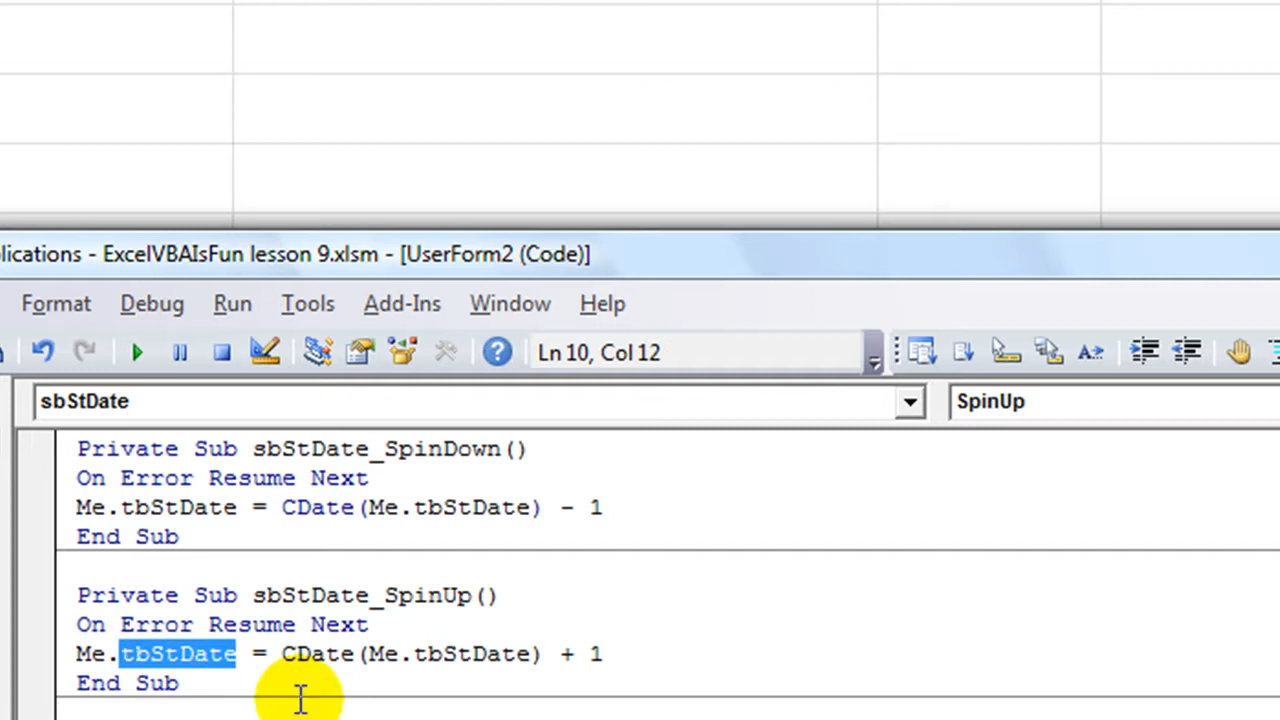 lications - ExcelVBAIsFun lesson 9.xlsm - [UserForm2 (Code)]
Format Debug Run Tools Add-Ins Window Help
Ln 10, Col 12
sbStDate SpinUp
Private Sub sbStDate_SpinDown()
On Error Resume Next
Me.tbStDate = CDate(Me.tbStDate) - 1
End Sub
Private Sub sbStDate_SpinUp()
On Error Resume Next
Me.tbStDate = CDate(Me.tbStDate) + 1
End Sub